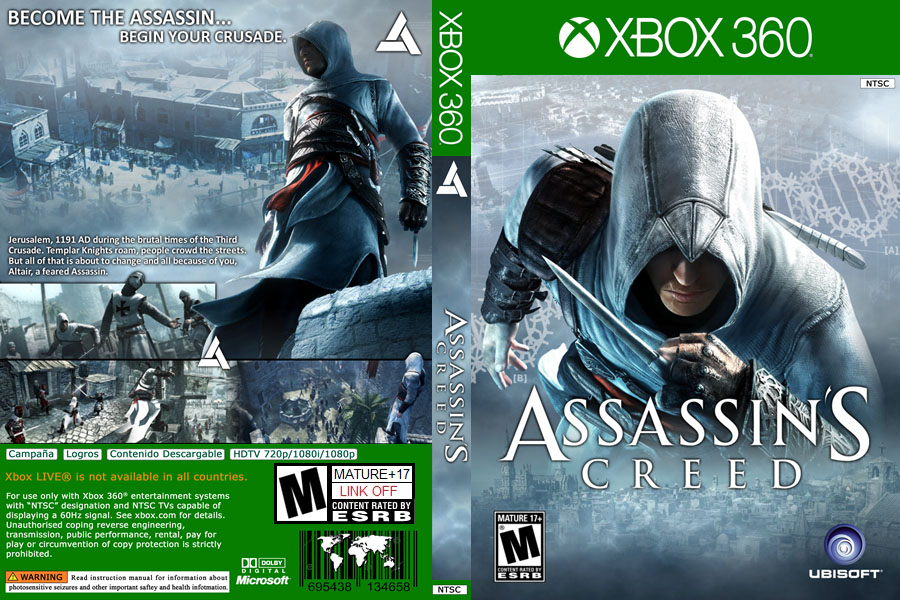 BECOME THE ASSASSIN...
BEGIN YOUR CRUSADE.
Jerusalem, 1191 AD during the brutal times of the Third
Crusade. Templar Knights roam, people crowd the streets.
But all of that is about to change and all because of you,
Altair, a feared Assassin.
Campaña
Logros
Contenido Descargable
HDTV 720p/1080i/1080p
Xbox LIVE® is not available in all countries.
For use only with Xbox 360® entertainment systems
with "NTSC" designation and NTSC TVs capable of
displaying a 60Hz signal. See xbox.com for details.
Unauthorised coping reverse engineering,
transmission, public performance, rental, pay for
play or circumvention of copy protection is strictly
prohibited.
WARNING Read instruction manual for information about
photosensitive seizures and other important saftey and health infotmation.
M
MATURE+17
LINK OFF
CONTENT RATED BY
ESRB
DOLBY
DIGITAL
Microsoft
695438 134658
XBOX 360
ASSASSIN'S
CREED
NTSC
XBOX 360
NTSC
[A]
[B]
ASSASSIN'S
CREED
MATURE 17+
M
CONTENT RATED BY
ESRB
UBISOFT